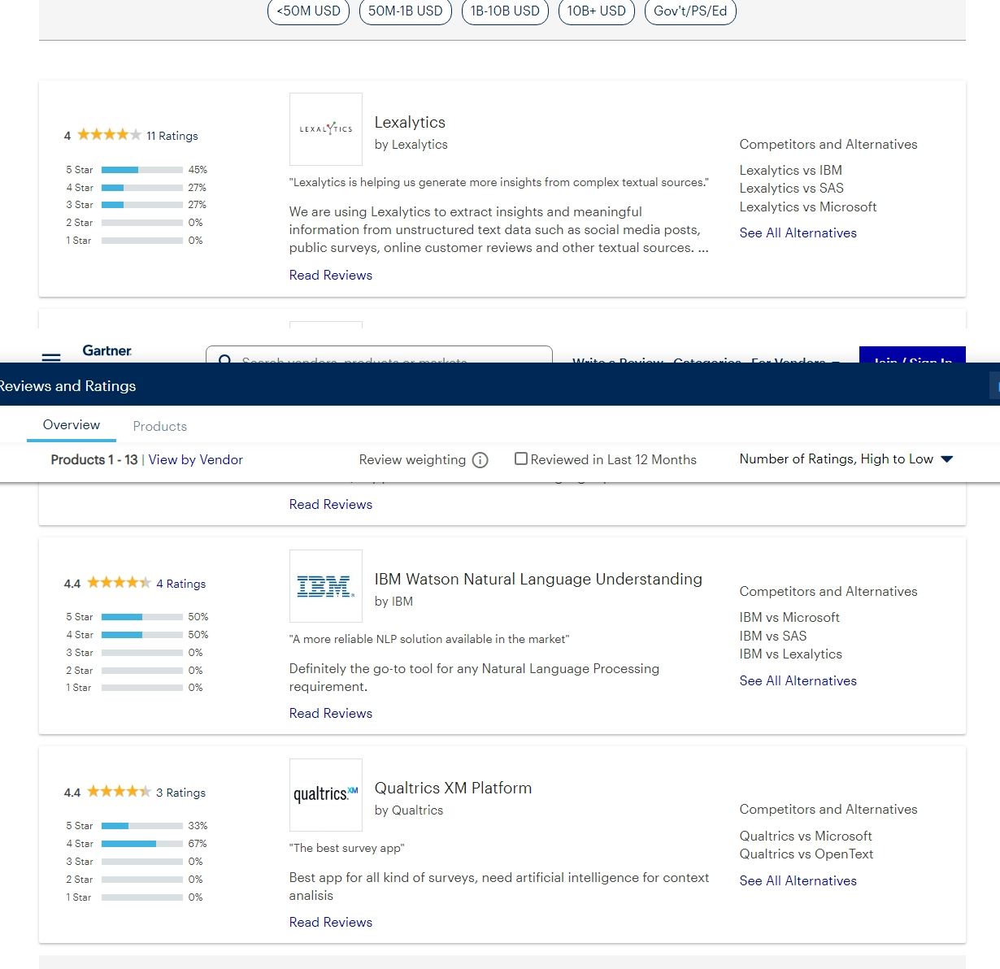 <50M USD 50M-1B USD 1B-10B USD 10B+ USD Gov't/PS/Ed
4 11 Ratings
5 Star 45%
4 Star 27%
3 Star 27%
2 Star 0%
1 Star 0%
LEXALYTICS
Lexalytics
by Lexalytics
"Lexalytics is helping us generate more insights from complex textual sources."
We are using Lexalytics to extract insights and meaningful
information from unstructured text data such as social media posts,
public surveys, online customer reviews and other textual sources. ...
Read Reviews
Competitors and Alternatives
Lexalytics vs IBM
Lexalytics vs SAS
Lexalytics vs Microsoft
See All Alternatives
Gartner
Search vendors, products or markets
Write a Review Categories For Vendors Join / Sign In
Reviews and Ratings
Overview Products
Products 1 - 13 | View by Vendor Review weighting Reviewed in Last 12 Months Number of Ratings, High to Low
Read Reviews
4.4 4 Ratings
5 Star 50%
4 Star 50%
3 Star 0%
2 Star 0%
1 Star 0%
IBM
IBM Watson Natural Language Understanding
by IBM
"A more reliable NLP solution available in the market"
Definitely the go-to tool for any Natural Language Processing
requirement.
Read Reviews
Competitors and Alternatives
IBM vs Microsoft
IBM vs SAS
IBM vs Lexalytics
See All Alternatives
4.4 3 Ratings
5 Star 33%
4 Star 67%
3 Star 0%
2 Star 0%
1 Star 0%
qualtrics.XM
Qualtrics XM Platform
by Qualtrics
"The best survey app"
Best app for all kind of surveys, need artificial intelligence for context
analisis
Read Reviews
Competitors and Alternatives
Qualtrics vs Microsoft
Qualtrics vs OpenText
See All Alternatives